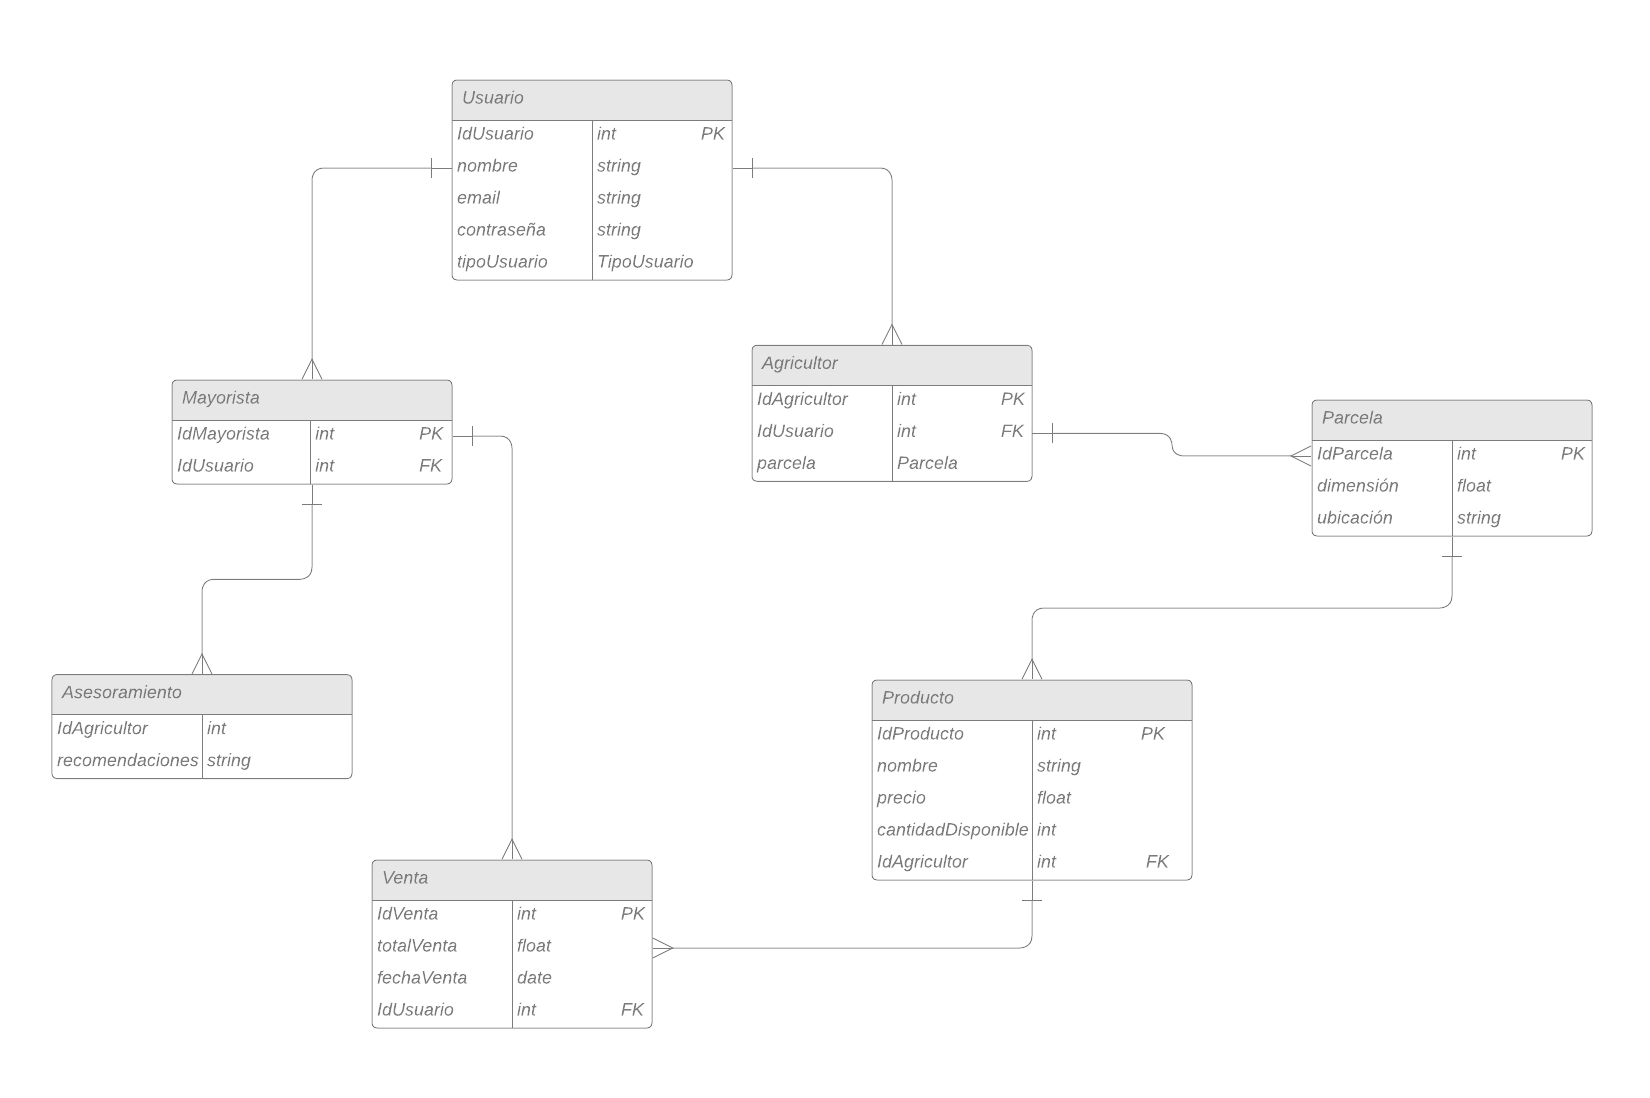 Usuario
IdUsuario int PK
nombre string
email string
contraseña string
tipoUsuario TipoUsuario
Agricultor
IdAgricultor int PK
IdUsuario int FK
parcela Parcela
Mayorista
IdMayorista int PK
IdUsuario int FK
Parcela
IdParcela int PK
dimensión float
ubicación string
Asesoramiento
IdAgricultor int
recomendaciones string
Producto
IdProducto int PK
nombre string
precio float
cantidadDisponible int
IdAgricultor int FK
Venta
IdVenta int PK
totalVenta float
fechaVenta date
IdUsuario int FK